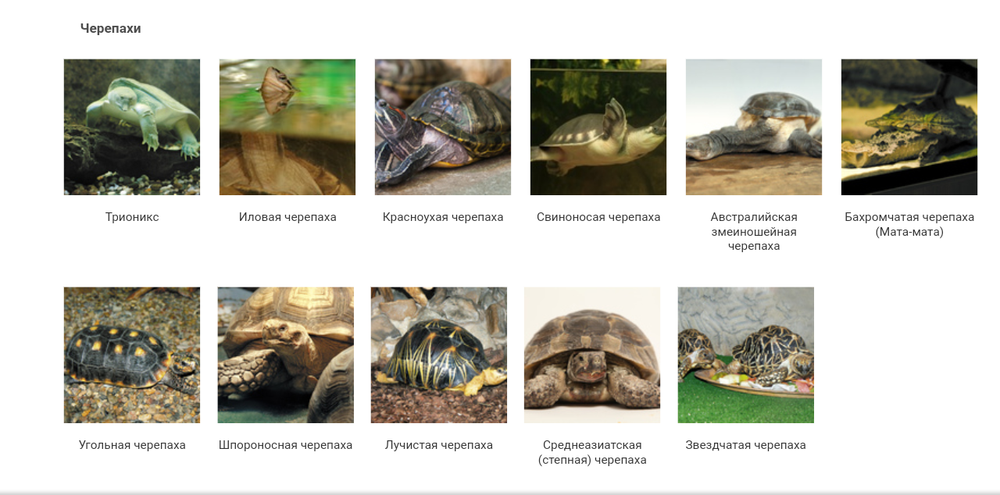 Черепахи
Трионикс
Иловая черепаха
Красноухая черепаха
Свиноносая черепаха
Австралийская
змеиношейная
черепаха
Бахромчатая черепаха
(Мата-мата)
Угольная черепаха
Шпороносная черепаха
Лучистая черепаха
Среднеазиатская
(степная) черепаха
Звездчатая черепаха